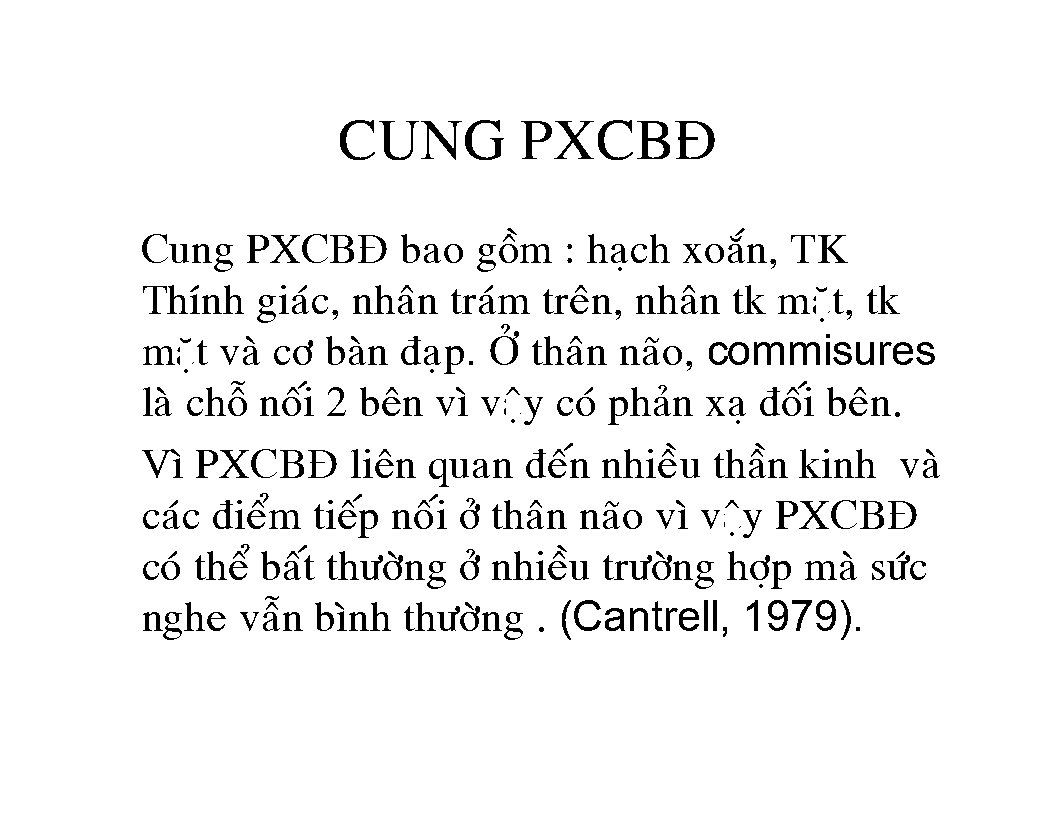 CUNG PXCBĐ
Cung PXCBĐ bao gồm : hạch xoắn, TK
Thính giác, nhân trám trên, nhân tk mặt, tk
mặt và cơ bàn đạp. Ở thân não, commisures
là chỗ nối 2 bên vì vậy có phản xạ đối bên.
Vì PXCBĐ liên quan đến nhiều thần kinh và
các điểm tiếp nối ở thân não vì vậy PXCBĐ
có thể bất thường ở nhiều trường hợp mà sức
nghe vẫn bình thường . (Cantrell, 1979).